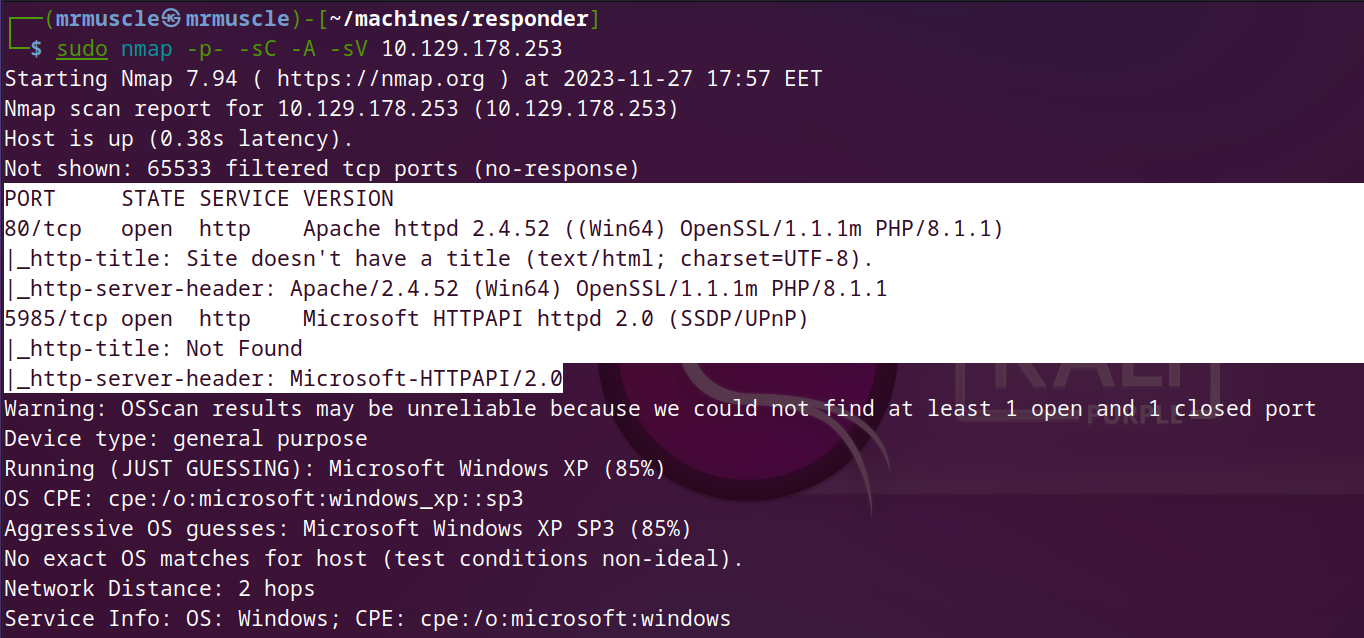 ┌──(mrmuscle㉿mrmuscle)-[~/machines/responder]
└─$ sudo nmap -p- -sC -A -sV 10.129.178.253
Starting Nmap 7.94 ( https://nmap.org ) at 2023-11-27 17:57 EET
Nmap scan report for 10.129.178.253 (10.129.178.253)
Host is up (0.38s latency).
Not shown: 65533 filtered tcp ports (no-response)
PORT     STATE SERVICE VERSION
80/tcp   open  http    Apache httpd 2.4.52 ((Win64) OpenSSL/1.1.1m PHP/8.1.1)
|_http-title: Site doesn't have a title (text/html; charset=UTF-8).
|_http-server-header: Apache/2.4.52 (Win64) OpenSSL/1.1.1m PHP/8.1.1
5985/tcp open  http    Microsoft HTTPAPI httpd 2.0 (SSDP/UPnP)
|_http-title: Not Found
|_http-server-header: Microsoft-HTTPAPI/2.0
KALI
PURPLE
Warning: OSScan results may be unreliable because we could not find at least 1 open and 1 closed port
Device type: general purpose
Running (JUST GUESSING): Microsoft Windows XP (85%)
OS CPE: cpe:/o:microsoft:windows_xp::sp3
Aggressive OS guesses: Microsoft Windows XP SP3 (85%)
No exact OS matches for host (test conditions non-ideal).
Network Distance: 2 hops
Service Info: OS: Windows; CPE: cpe:/o:microsoft:windows